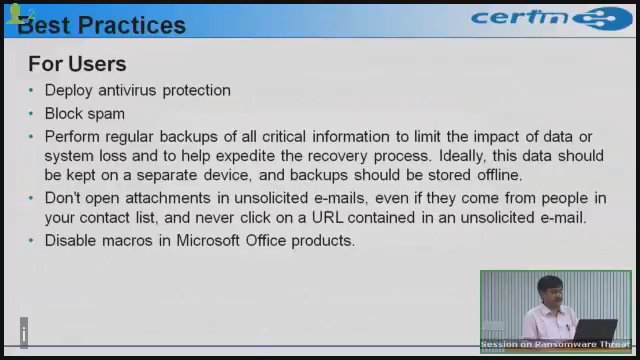 Best Practices
For Users
• Deploy antivirus protection
• Block spam
• Perform regular backups of all critical information to limit the impact of data or
system loss and to help expedite the recovery process. Ideally, this data should
be kept on a separate device, and backups should be stored offline.
• Don't open attachments in unsolicited e-mails, even if they come from people in
your contact list, and never click on a URL contained in an unsolicited e-mail.
• Disable macros in Microsoft Office products.
Session on Ransomware Threat